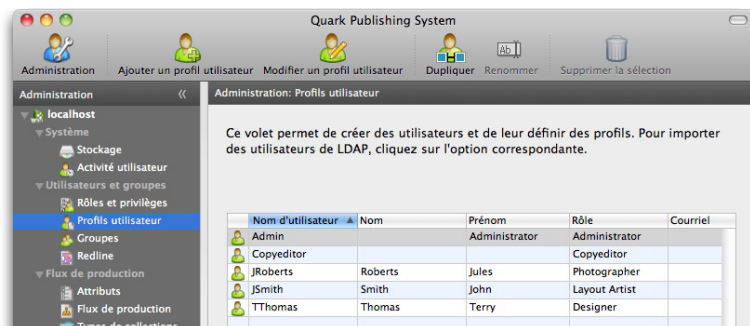 Quark Publishing System
Administration Ajouter un profil utilisateur Modifier un profil utilisateur Dupliquer Renommer Supprimer la sélection
Administration
Administration: Profils utilisateur
localhost
Système
Stockage
Activité utilisateur
Utilisateurs et groupes
Rôles et privilèges
Profils utilisateur
Groupes
Redline
Flux de production
Attributs
Flux de production
Types de collections
Ce volet permet de créer des utilisateurs et de leur définir des profils. Pour importer
des utilisateurs de LDAP, cliquez sur l'option correspondante.
Nom d'utilisateur Nom Prénom Rôle Courriel
Admin Administrator Administrator
Copyeditor Copyeditor
JRoberts Roberts Jules Photographer
JSmith Smith John Layout Artist
TThomas Thomas Terry Designer